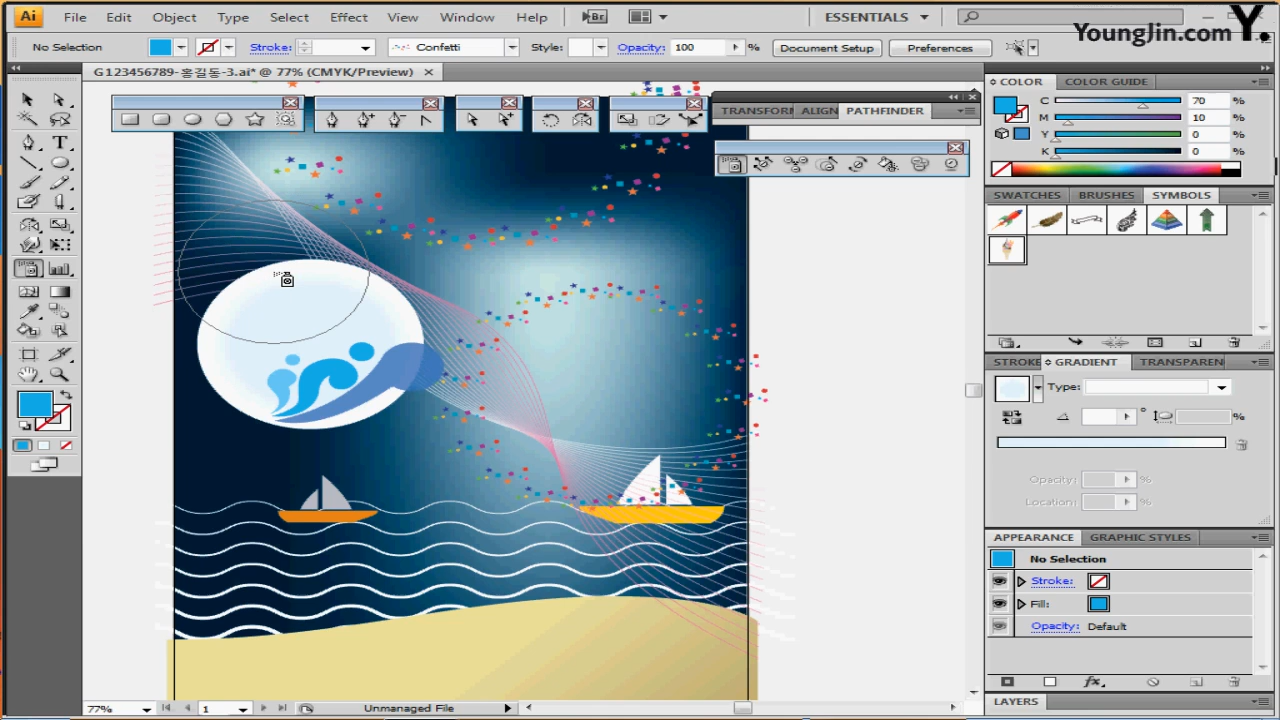 Ai File Edit Object Type Select Effect View Window Help Br ESSENTIALS
Y.
YoungJin.com
No Selection Stroke: Confetti Style: Opacity: 100 % Document Setup Preferences
G123456789-홍길동-3.ai* @ 77% (CMYK/Preview)
COLOR COLOR GUIDE
C 70 %
M 10 %
Y 0 %
K 0 %
TRANSFORM ALIGN PATHFINDER
SWATCHES BRUSHES SYMBOLS
STROKE GRADIENT TRANSPAREN
Type:
° %
Opacity: %
Location: %
APPEARANCE GRAPHIC STYLES
No Selection
Stroke:
Fill:
Opacity: Default
fx
LAYERS
77% 1 Unmanaged File